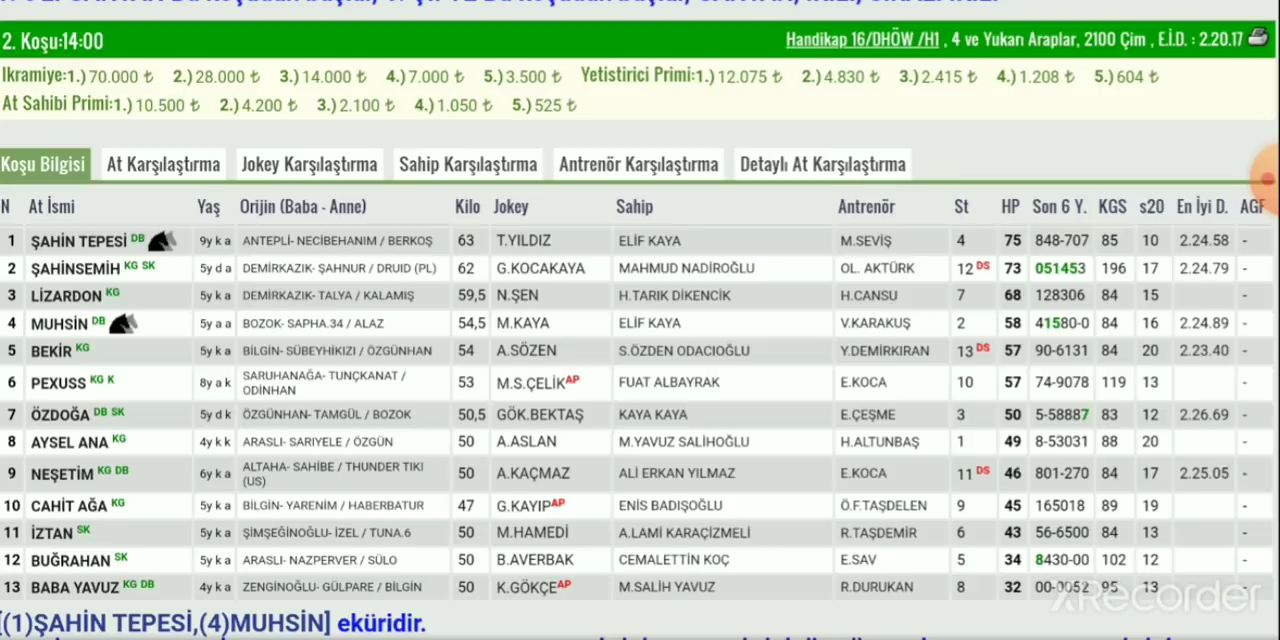 2. Koşu:14:00 Handikap 16/DHÖW /H1 , 4 ve Yukarı Araplar, 2100 Çim , E.İ.D. : 2.20.17
Ikramiye:1.) 70.000 ₺ 2.) 28.000 ₺ 3.) 14.000 ₺ 4.) 7.000 ₺ 5.) 3.500 ₺ Yetistirici Primi:1.) 12.075 ₺ 2.) 4.830 ₺ 3.) 2.415 ₺ 4.) 1.208 ₺ 5.) 604 ₺
At Sahibi Primi:1.) 10.500 ₺ 2.) 4.200 ₺ 3.) 2.100 ₺ 4.) 1.050 ₺ 5.) 525 ₺
Koşu Bilgisi At Karşılaştırma Jokey Karşılaştırma Sahip Karşılaştırma Antrenör Karşılaştırma Detaylı At Karşılaştırma
N At İsmi Yaş Orijin (Baba - Anne) Kilo Jokey Sahip Antrenör St HP Son 6 Y. KGS s20 En İyi D. AGF
1 ŞAHİN TEPESİ DB 9y k a ANTEPLİ- NECİBEHANIM / BERKOŞ 63 T.YILDIZ ELİF KAYA M.SEVİŞ 4 75 848-707 85 10 2.24.58 -
2 ŞAHİNSEMİH KG SK 5y d a DEMİRKAZIK- ŞAHNUR / DRUID (PL) 62 G.KOCAKAYA MAHMUD NADİROĞLU OL. AKTÜRK 12 DS 73 051453 196 17 2.24.79 -
3 LİZARDON KG 5y k a DEMİRKAZIK- TALYA / KALAMIŞ 59,5 N.ŞEN H.TARIK DİKENCİK H.CANSU 7 68 128306 84 15 -
4 MUHSİN DB 5y a a BOZOK- SAPHA.34 / ALAZ 54,5 M.KAYA ELİF KAYA V.KARAKUŞ 2 58 41580-0 84 16 2.24.89 -
5 BEKİR KG 5y k a BİLGİN- SÜBEYHİKIZI / ÖZGÜNHAN 54 A.SÖZEN S.ÖZDEN ODACIOĞLU Y.DEMİRKIRAN 13 DS 57 90-6131 84 20 2.23.40 -
6 PEXUSS KG K 8y a k SARUHANAĞA- TUNÇKANAT / ODİNHAN 53 M.S.ÇELİK AP FUAT ALBAYRAK E.KOCA 10 57 74-9078 119 13 -
7 ÖZDOĞA DB SK 5y d k ÖZGÜNHAN- TAMGÜL / BOZOK 50,5 GÖK.BEKTAŞ KAYA KAYA E.ÇEŞME 3 50 5-58887 83 12 2.26.69 -
8 AYSEL ANA KG 4y k k ARASLI- SARIYELE / ÖZGÜN 50 A.ASLAN M.YAVUZ SALİHOĞLU H.ALTUNBAŞ 1 49 8-53031 88 20 -
9 NEŞETİM KG DB 6y k a ALTAHA- SAHİBE / THUNDER TIKI (US) 50 A.KAÇMAZ ALİ ERKAN YILMAZ E.KOCA 11 DS 46 801-270 84 17 2.25.05 -
10 CAHİT AĞA KG 5y k a BİLGİN- YARENİM / HABERBATUR 47 G.KAYIP AP ENİS BADIŞOĞLU Ö.F.TAŞDELEN 9 45 165018 89 19 -
11 İZTAN SK 5y k a ŞİMŞEĞİNOĞLU- İZEL / TUNA.6 50 M.HAMEDİ A.LAMİ KARAÇİZMELİ R.TAŞDEMİR 6 43 56-6500 84 13 -
12 BUĞRAHAN SK 5y k a ARASLI- NAZPERVER / SÜLO 50 B.AVERBAK CEMALETTİN KOÇ E.SAV 5 34 8430-00 102 12 -
13 BABA YAVUZ KG DB 4y k a ZENGİNOĞLU- GÜLPARE / BİLGİN 50 K.GÖKÇE AP M.SALİH YAVUZ R.DURUKAN 8 32 00-0052 95 13 -
[(1)ŞAHİN TEPESİ,(4)MUHSİN] eküridir.
XRecorder